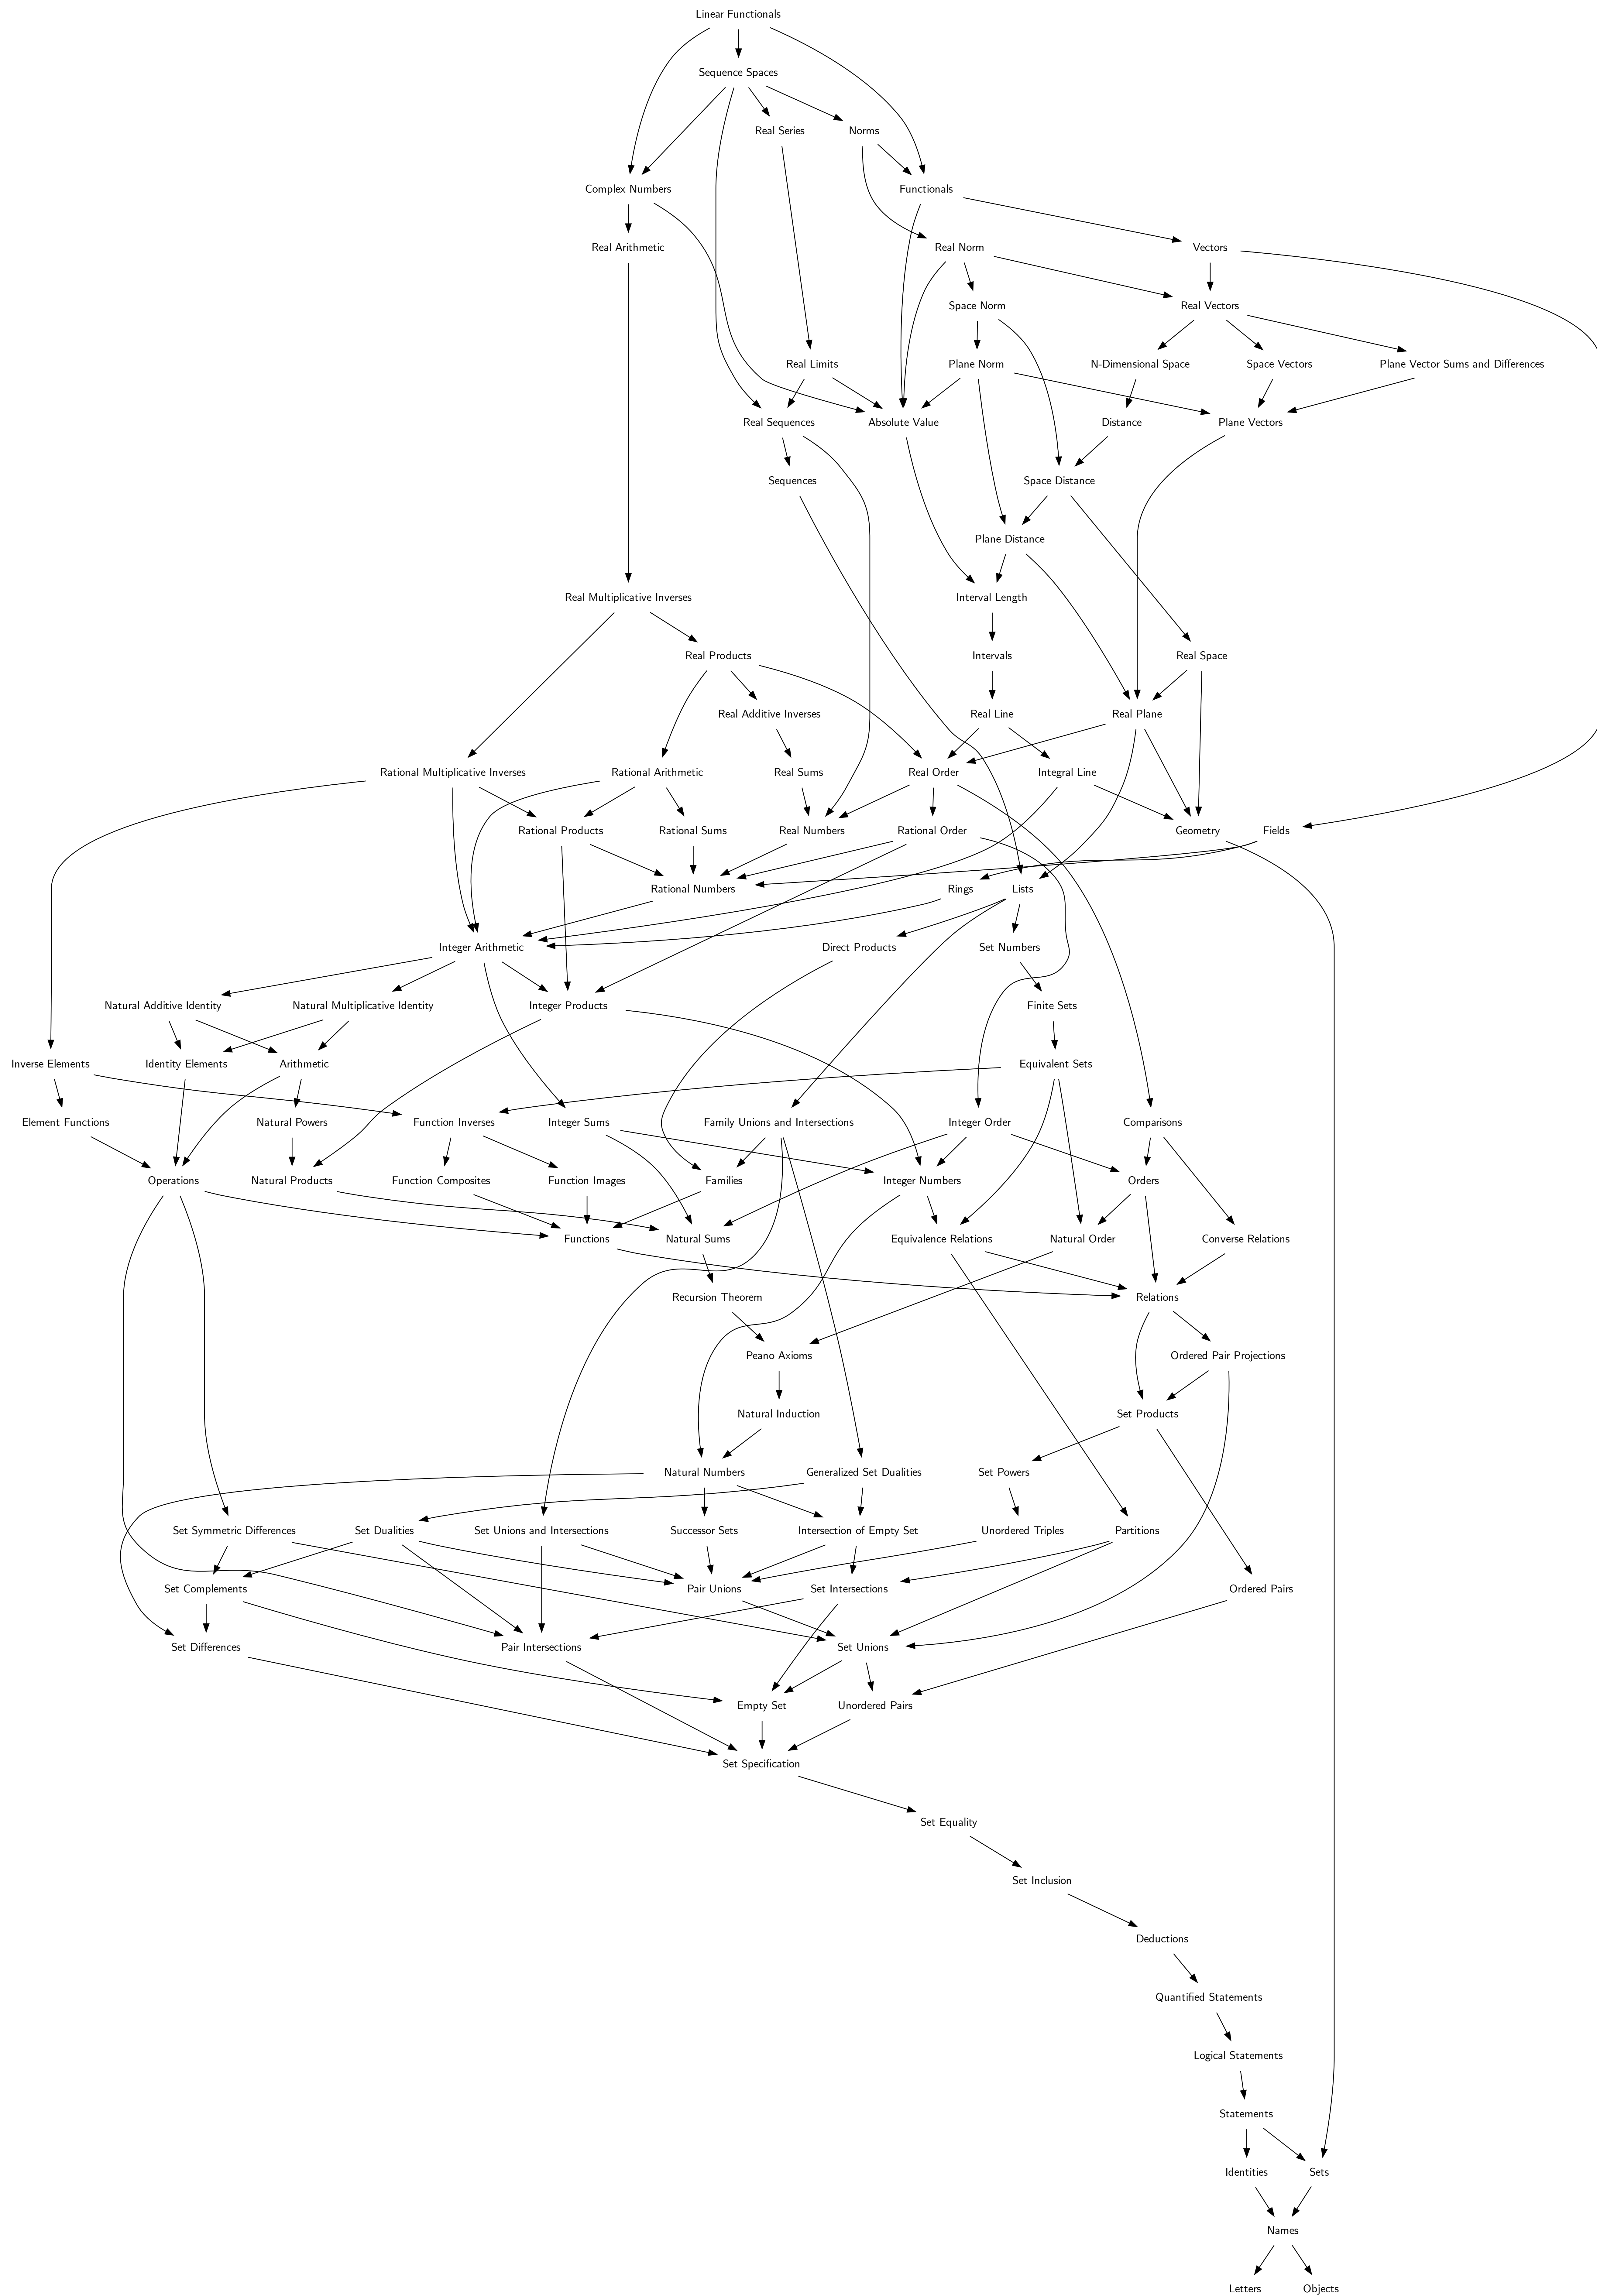 Linear Functionals
Sequence Spaces
Real Series
Norms
Complex Numbers
Functionals
Real Arithmetic
Real Norm
Vectors
Space Norm
Real Vectors
Real Limits
Plane Norm
N-Dimensional Space
Space Vectors
Plane Vector Sums and Differences
Real Sequences
Absolute Value
Distance
Plane Vectors
Sequences
Space Distance
Plane Distance
Real Multiplicative Inverses
Interval Length
Real Products
Intervals
Real Space
Real Additive Inverses
Real Line
Real Plane
Rational Multiplicative Inverses
Rational Arithmetic
Real Sums
Real Order
Integral Line
Rational Products
Rational Sums
Real Numbers
Rational Order
Geometry
Fields
Rational Numbers
Rings
Lists
Integer Arithmetic
Direct Products
Set Numbers
Natural Additive Identity
Natural Multiplicative Identity
Integer Products
Finite Sets
Inverse Elements
Identity Elements
Arithmetic
Equivalent Sets
Element Functions
Natural Powers
Function Inverses
Integer Sums
Family Unions and Intersections
Integer Order
Comparisons
Operations
Natural Products
Function Composites
Function Images
Families
Integer Numbers
Orders
Functions
Natural Sums
Equivalence Relations
Natural Order
Converse Relations
Recursion Theorem
Relations
Peano Axioms
Ordered Pair Projections
Natural Induction
Set Products
Natural Numbers
Generalized Set Dualities
Set Powers
Set Symmetric Differences
Set Dualities
Set Unions and Intersections
Successor Sets
Intersection of Empty Set
Unordered Triples
Partitions
Set Complements
Pair Unions
Set Intersections
Ordered Pairs
Set Differences
Pair Intersections
Set Unions
Empty Set
Unordered Pairs
Set Specification
Set Equality
Set Inclusion
Deductions
Quantified Statements
Logical Statements
Statements
Identities
Sets
Names
Letters
Objects